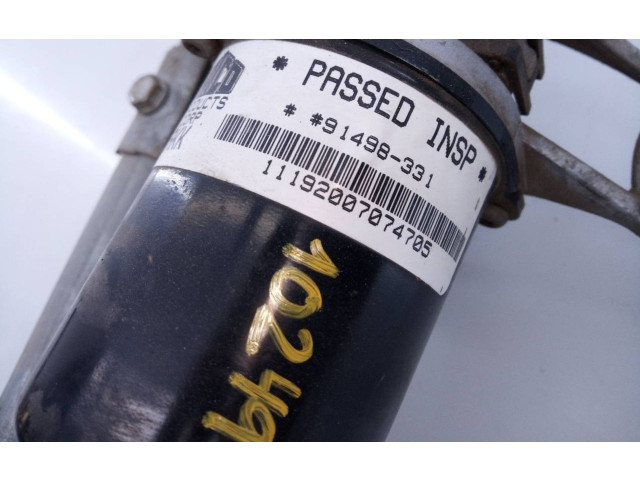 * PASSED INSP *
* #91498-331
11192007074705
10249